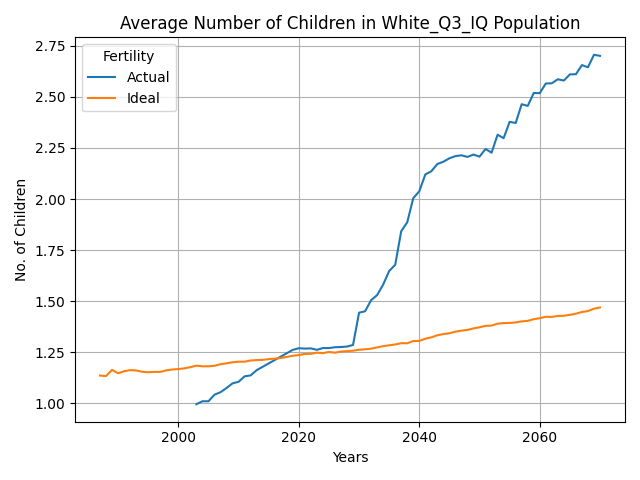 Average Number of Children in White_Q3_IQ Population
Fertility
Actual
Ideal
No. of Children
2.75
2.50
2.25
2.00
1.75
1.50
1.25
1.00
2000
2020
2040
2060
Years